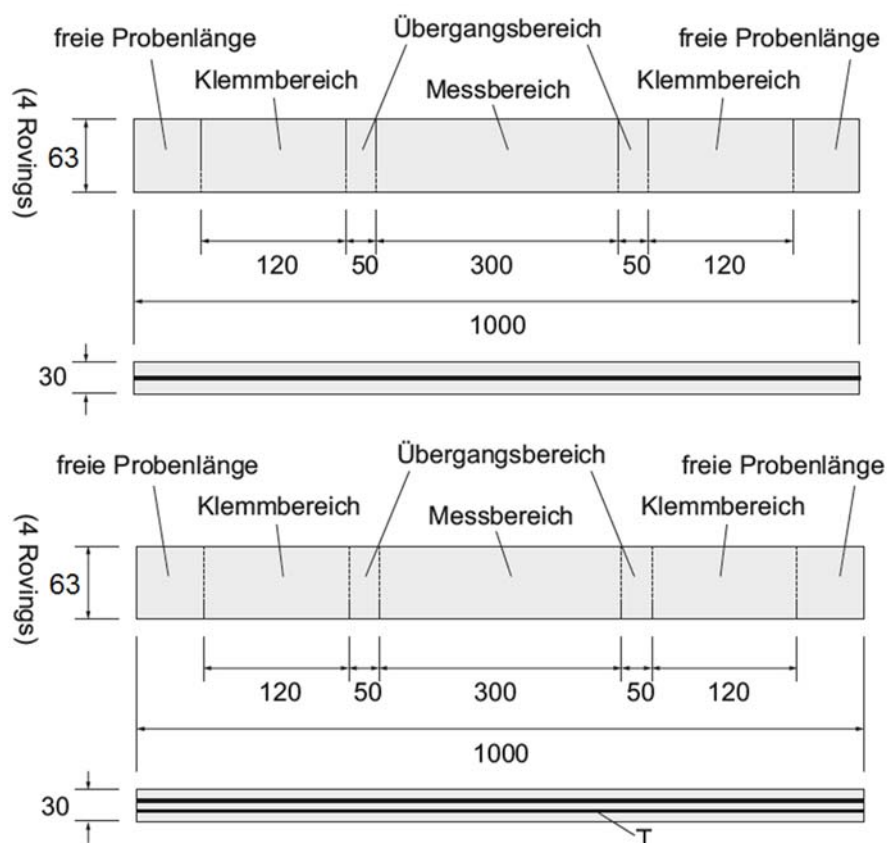 freie Probenlänge Übergangsbereich freie Probenlänge
Klemmbereich Messbereich Klemmbereich
(4 Rovings)
63
120 50 300 50 120
1000
30
freie Probenlänge Übergangsbereich freie Probenlänge
Klemmbereich Messbereich Klemmbereich
(4 Rovings)
63
120 50 300 50 120
1000
30
T